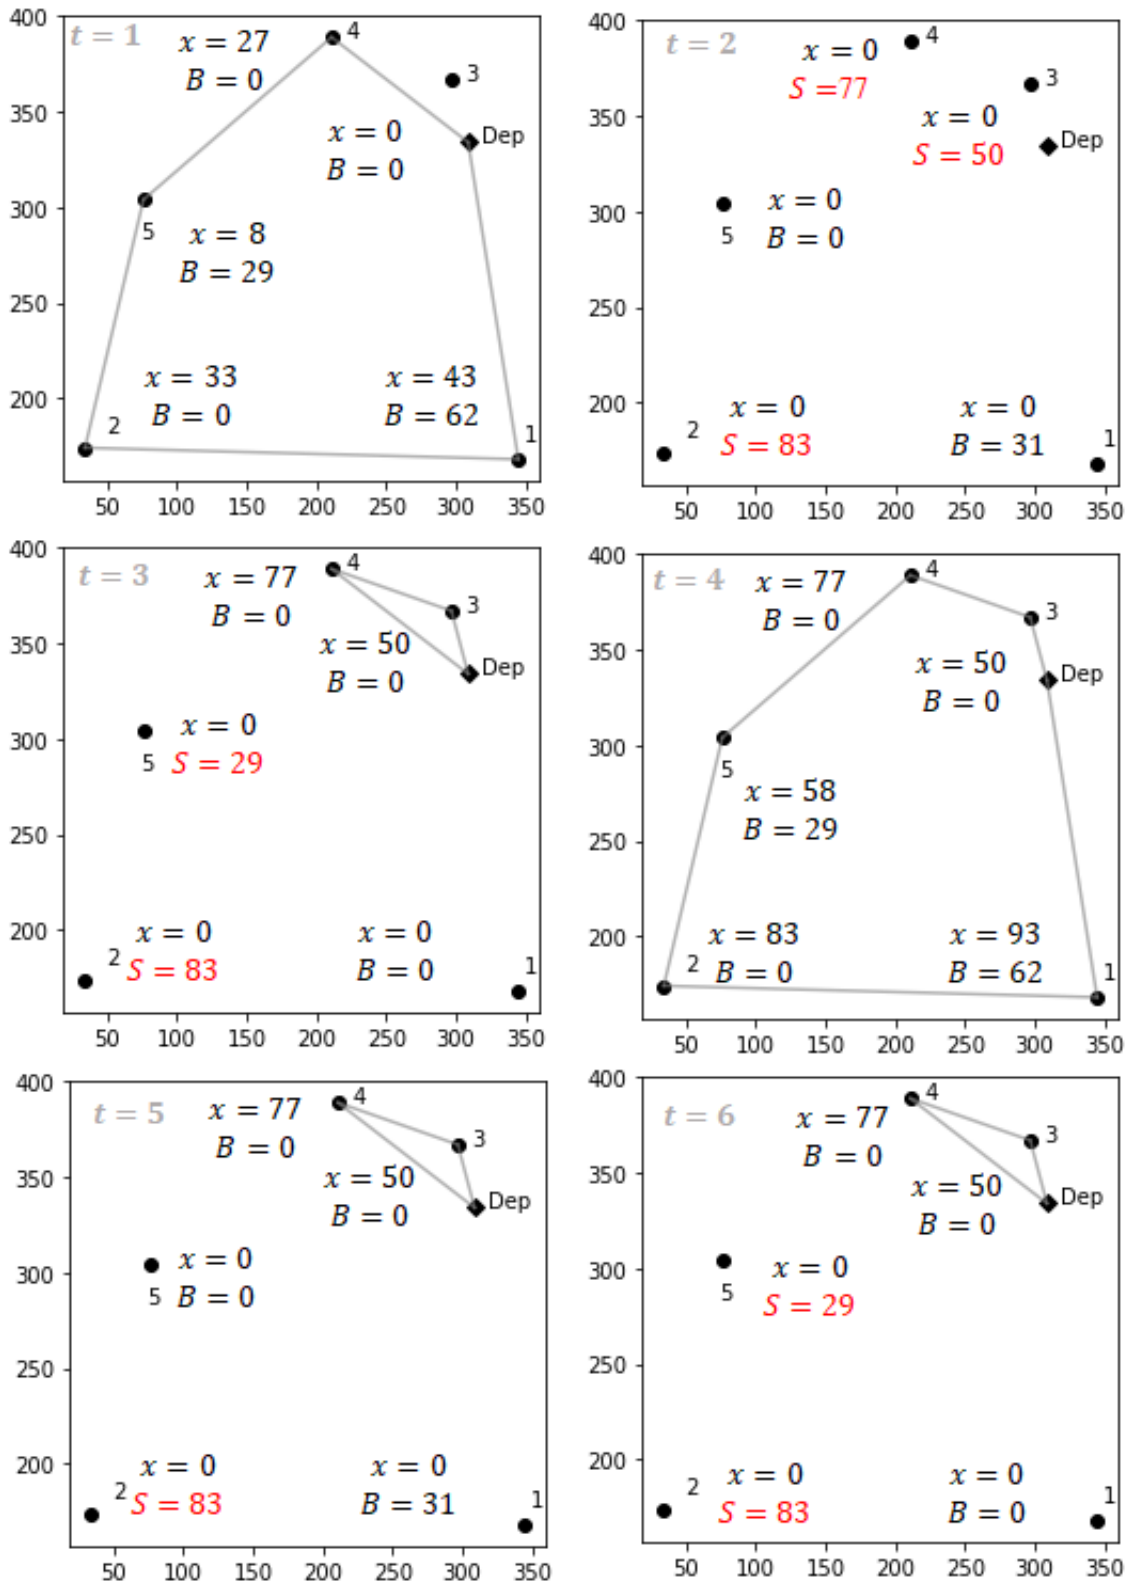 t = 1
400
350
300
250
200
50 100 150 200 250 300 350
x = 27
B = 0
4
3
x = 0
B = 0
Dep
5
x = 8
B = 29
x = 33
B = 0
2
x = 43
B = 62
1
t = 2
400
350
300
250
200
50 100 150 200 250 300 350
x = 0
S =77
4
3
x = 0
S = 50
Dep
x = 0
B = 0
5
x = 0
S = 83
2
x = 0
B = 31
1
t = 3
400
350
300
250
200
50 100 150 200 250 300 350
x = 77
B = 0
4
3
x = 50
B = 0
Dep
x = 0
S = 29
5
x = 0
S = 83
2
x = 0
B = 0
1
t = 4
400
350
300
250
200
50 100 150 200 250 300 350
x = 77
B = 0
4
3
x = 50
B = 0
Dep
5
x = 58
B = 29
x = 83
B = 0
2
x = 93
B = 62
1
t = 5
400
350
300
250
200
50 100 150 200 250 300 350
x = 77
B = 0
4
3
x = 50
B = 0
Dep
x = 0
B = 0
5
x = 0
S = 83
2
x = 0
B = 31
1
t = 6
400
350
300
250
200
50 100 150 200 250 300 350
x = 77
B = 0
4
3
x = 50
B = 0
Dep
x = 0
S = 29
5
x = 0
S = 83
2
x = 0
B = 0
1